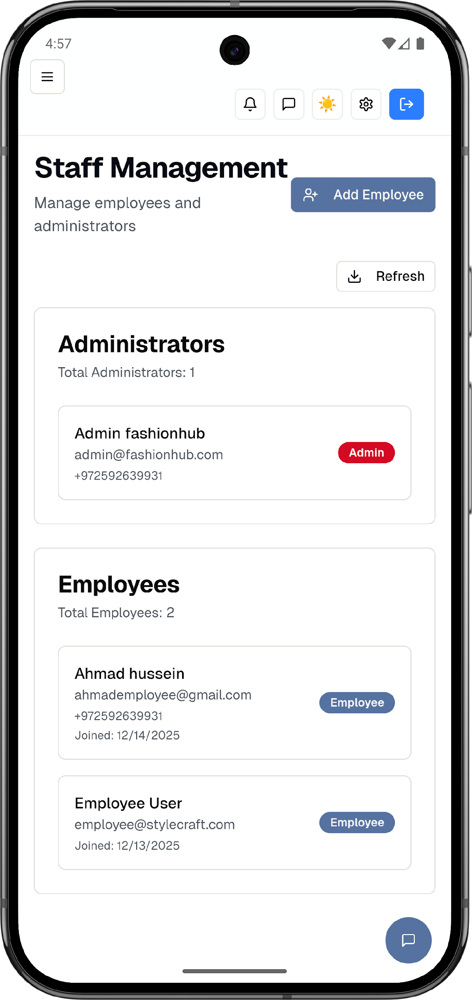 4:57
Staff Management
Add Employee
Manage employees and
administrators
Refresh
Administrators
Total Administrators: 1
Admin fashionhub
admin@fashionhub.com
Admin
+972592639931
Employees
Total Employees: 2
Ahmad hussein
ahmademployee@gmail.com
Employee
+972592639931
Joined: 12/14/2025
Employee User
employee@stylecraft.com
Employee
Joined: 12/13/2025